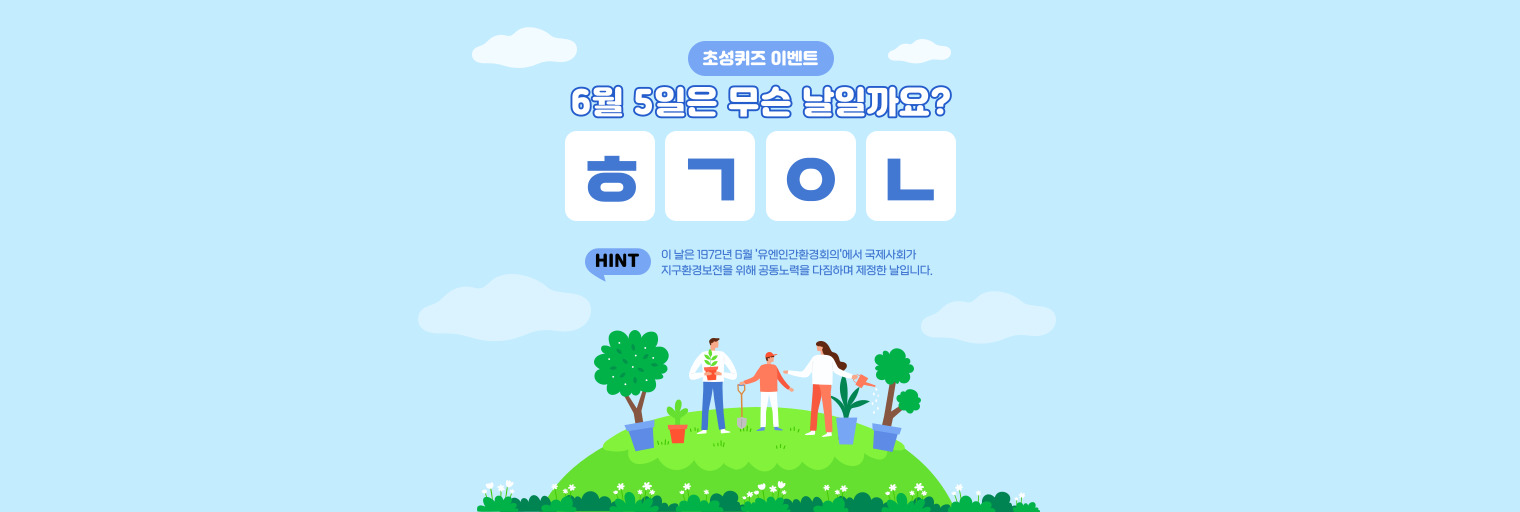 초성퀴즈 이벤트
6월 5일은 무슨 날일까요?
ㅎ ㄱ ㅇ ㄴ
HINT
이 날은 1972년 6월 '유엔인간환경회의'에서 국제사회가
지구환경보전을 위해 공동노력을 다짐하며 제정한 날입니다.